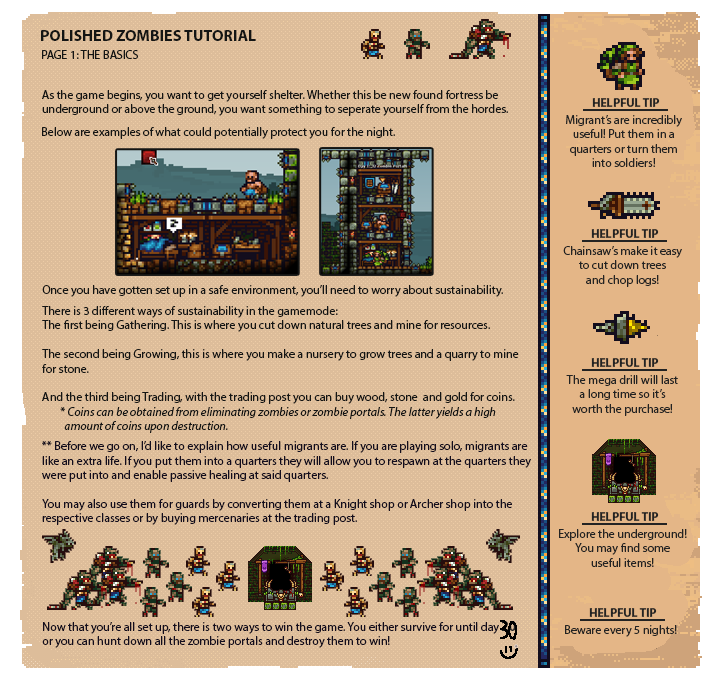 POLISHED ZOMBIES TUTORIAL
PAGE 1: THE BASICS
As the game begins, you want to get yourself shelter. Whether this be new found fortress be
underground or above the ground, you want something to seperate yourself from the hordes.
Below are examples of what could potentially protect you for the night.
Once you have gotten set up in a safe environment, you'll need to worry about sustainability.
There is 3 different ways of sustainability in the gamemode:
The first being Gathering. This is where you cut down natural trees and mine for resources.
The second being Growing, this is where you make a nursery to grow trees and a quarry to mine
for stone.
And the third being Trading, with the trading post you can buy wood, stone and gold for coins.
* Coins can be obtained from eliminating zombies or zombie portals. The latter yields a high
amount of coins upon destruction.
** Before we go on, I'd like to explain how useful migrants are. If you are playing solo, migrants are
like an extra life. If you put them into a quarters they will allow you to respawn at the quarters they
were put into and enable passive healing at said quarters.
You may also use them for guards by converting them at a Knight shop or Archer shop into the
respective classes or by buying mercenaries at the trading post.
Now that you're all set up, there is two ways to win the game. You either survive for until day 30
or you can hunt down all the zombie portals and destroy them to win!
HELPFUL TIP
Migrant's are incredibly
useful! Put them in a
quarters or turn them
into soldiers!
HELPFUL TIP
Chainsaw's make it easy
to cut down trees
and chop logs!
HELPFUL TIP
The mega drill will last
a long time so it's
worth the purchase!
HELPFUL TIP
Explore the underground!
You may find some
useful items!
HELPFUL TIP
Beware every 5 nights!